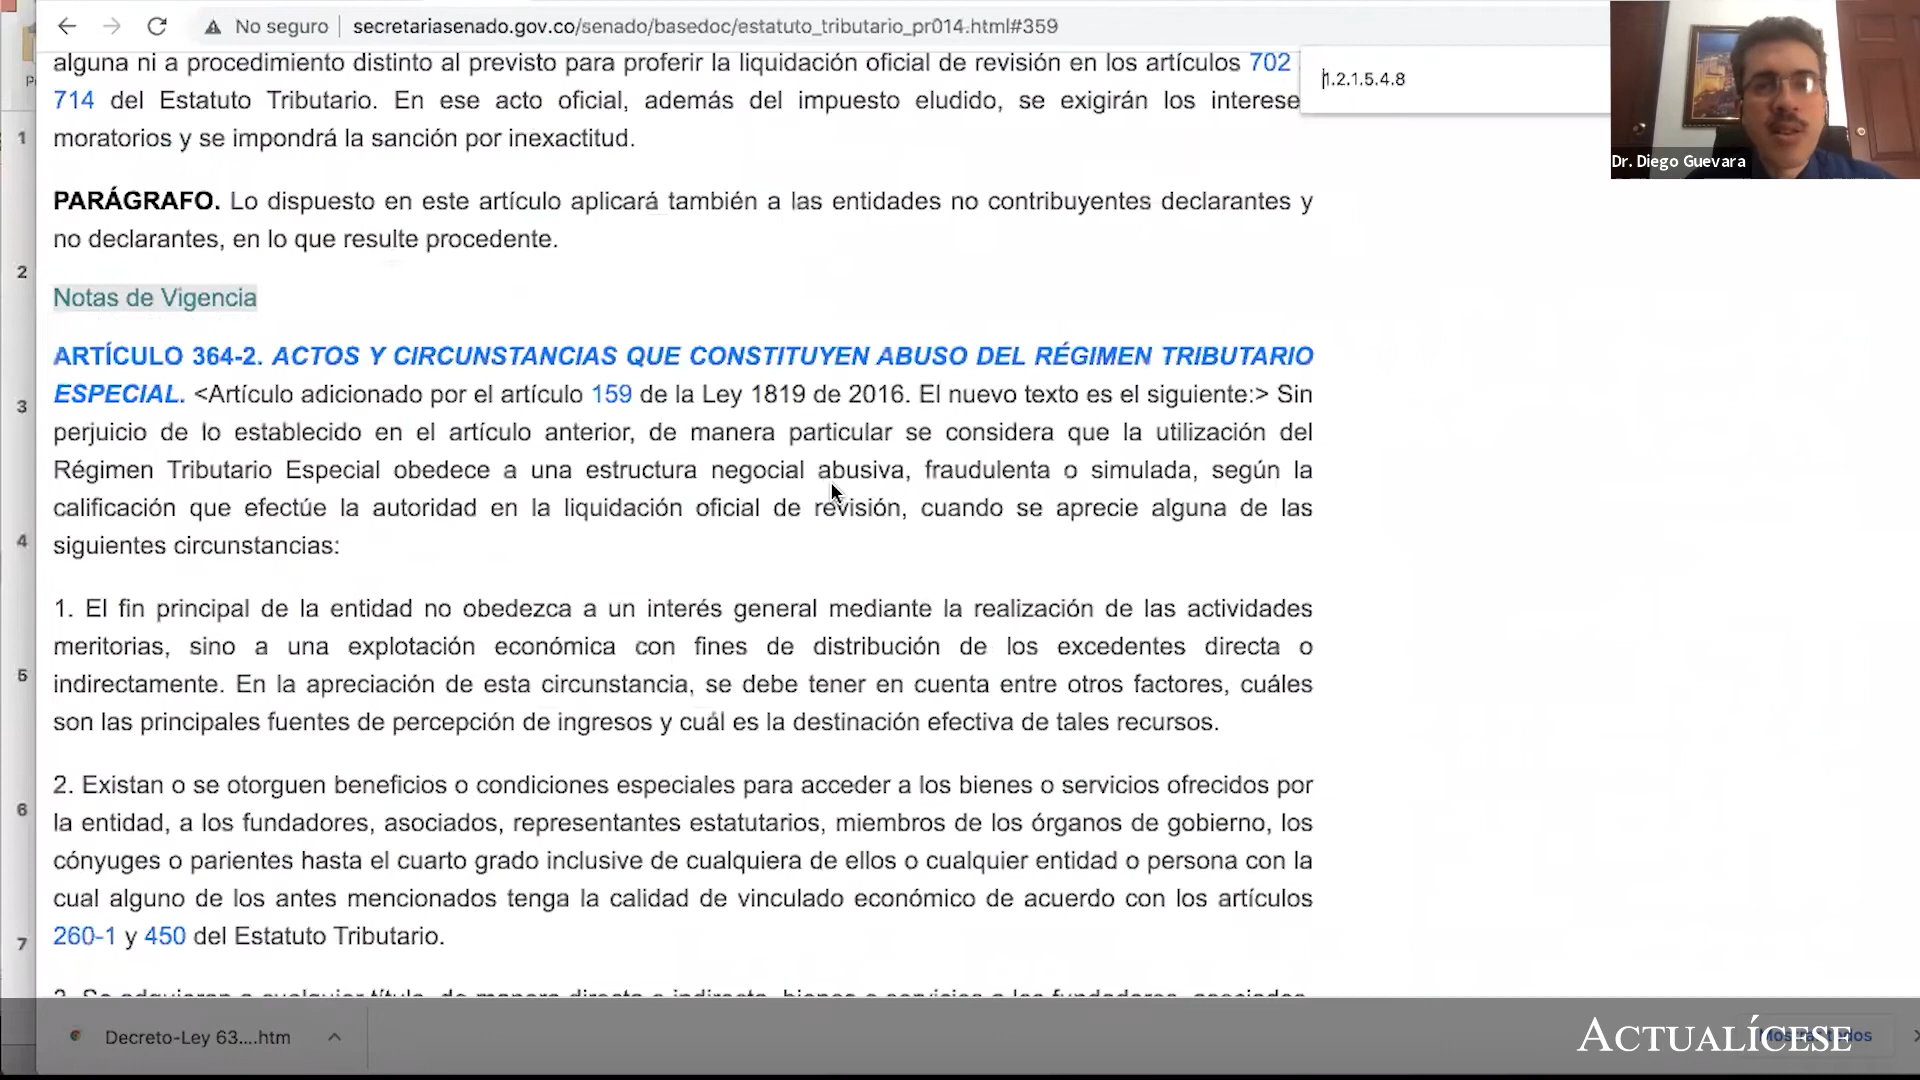 No seguro
secretariasenado.gov.co/senado/basedoc/estatuto_tributario_pr014.html#359
alguna ni a procedimiento distinto al previsto para proferir la liquidación oficial de revisión en los artículos 702
714 del Estatuto Tributario. En ese acto oficial, además del impuesto eludido, se exigirán los interese
moratorios y se impondrá la sanción por inexactitud.
1.2.1.5.4.8
Dr. Diego Guevara
PARÁGRAFO. Lo dispuesto en este artículo aplicará también a las entidades no contribuyentes declarantes y
no declarantes, en lo que resulte procedente.
Notas de Vigencia
ARTÍCULO 364-2. ACTOS Y CIRCUNSTANCIAS QUE CONSTITUYEN ABUSO DEL RÉGIMEN TRIBUTARIO
ESPECIAL. <Artículo adicionado por el artículo 159 de la Ley 1819 de 2016. El nuevo texto es el siguiente:> Sin
perjuicio de lo establecido en el artículo anterior, de manera particular se considera que la utilización del
Régimen Tributario Especial obedece a una estructura negocial abusiva, fraudulenta o simulada, según la
calificación que efectúe la autoridad en la liquidación oficial de revisión, cuando se aprecie alguna de las
siguientes circunstancias:
1. El fin principal de la entidad no obedezca a un interés general mediante la realización de las actividades
meritorias, sino a una explotación económica con fines de distribución de los excedentes directa o
indirectamente. En la apreciación de esta circunstancia, se debe tener en cuenta entre otros factores, cuáles
son las principales fuentes de percepción de ingresos y cuál es la destinación efectiva de tales recursos.
2. Existan o se otorguen beneficios o condiciones especiales para acceder a los bienes o servicios ofrecidos por
la entidad, a los fundadores, asociados, representantes estatutarios, miembros de los órganos de gobierno, los
cónyuges o parientes hasta el cuarto grado inclusive de cualquiera de ellos o cualquier entidad o persona con la
cual alguno de los antes mencionados tenga la calidad de vinculado económico de acuerdo con los artículos
260-1 y 450 del Estatuto Tributario.
1
2
3
4
5
6
7
Decreto-Ley 63....htm
ACTUALÍCESE